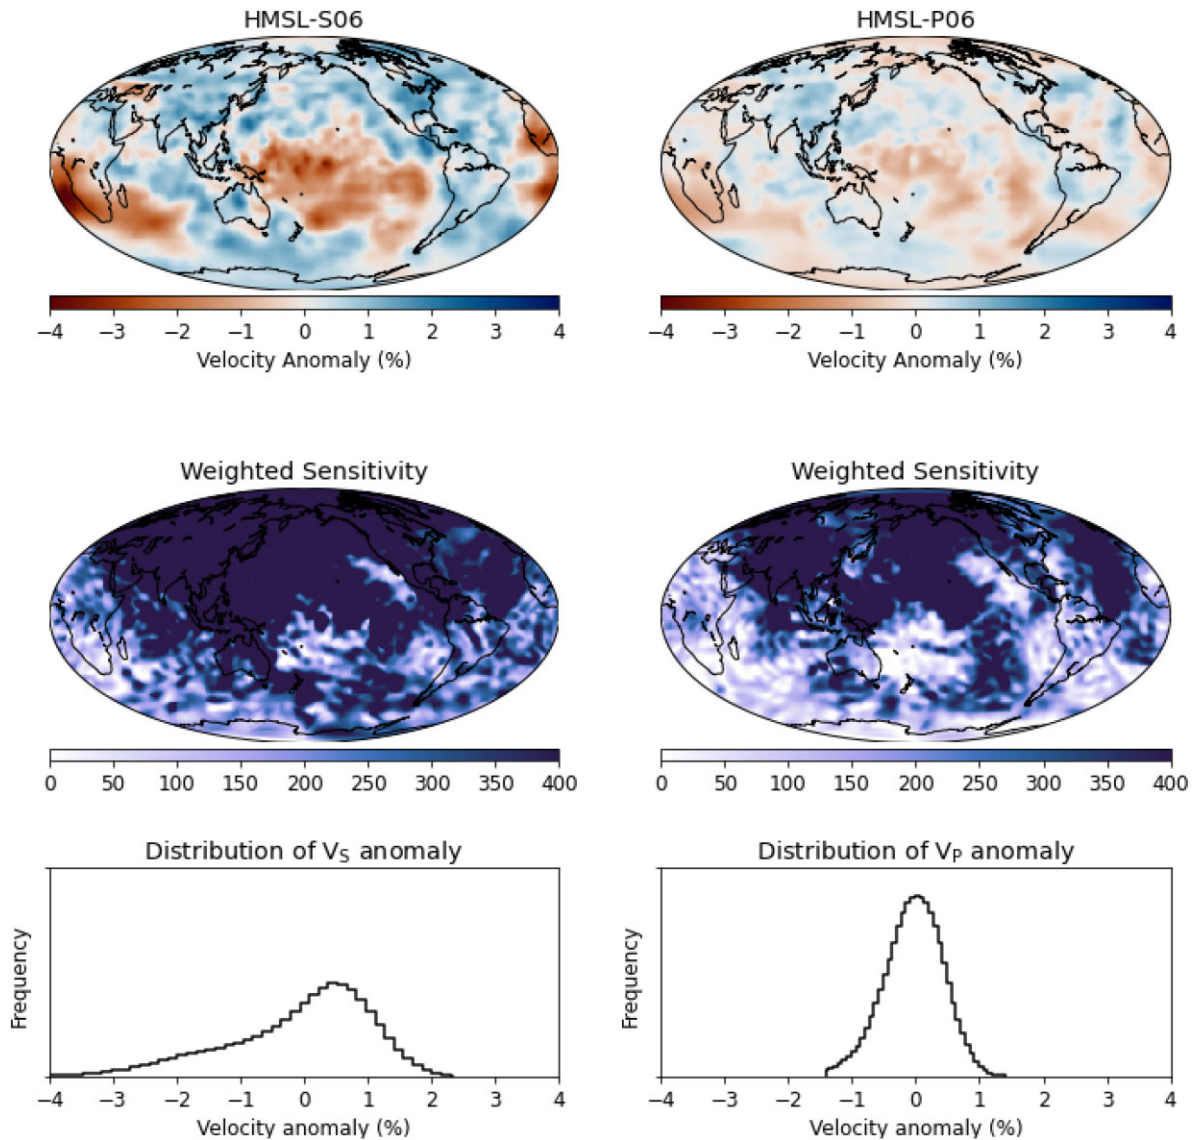 HMSL-S06
HMSL-P06
−4 −3 −2 −1 0 1 2 3 4
−4 −3 −2 −1 0 1 2 3 4
Velocity Anomaly (%)
Velocity Anomaly (%)
Weighted Sensitivity
Weighted Sensitivity
0 50 100 150 200 250 300 350 400
0 50 100 150 200 250 300 350 400
Distribution of VS anomaly
Distribution of VP anomaly
Frequency
Frequency
−4 −3 −2 −1 0 1 2 3 4
−4 −3 −2 −1 0 1 2 3 4
Velocity anomaly (%)
Velocity anomaly (%)